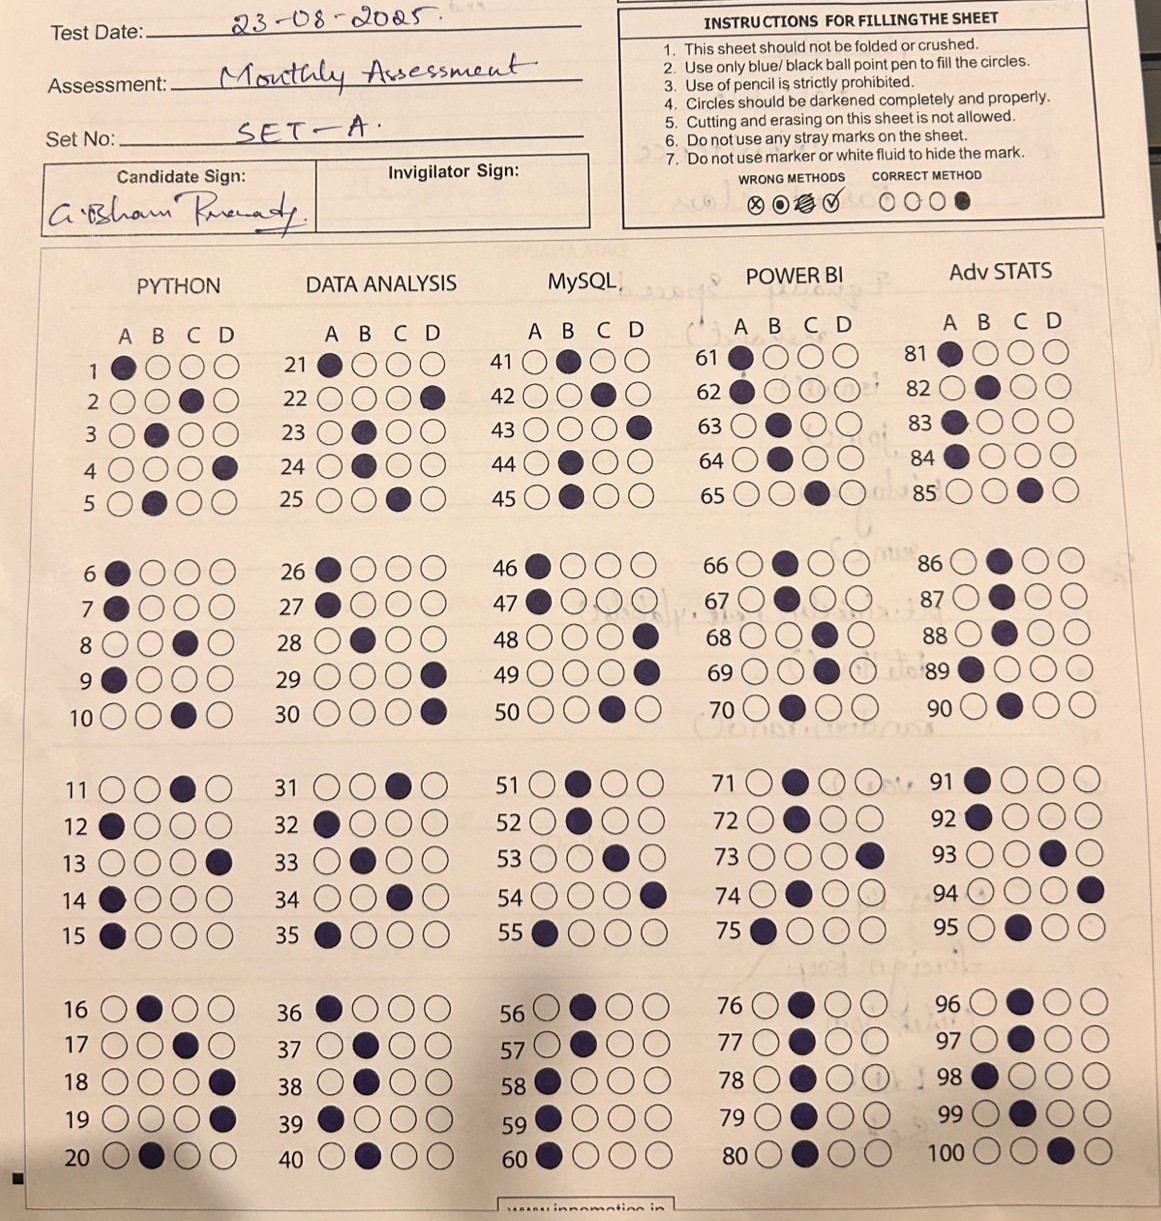 Test Date: 23-08-2025.
Assessment: Monthly Assessment
Set No: SET-A.
Candidate Sign:
Invigilator Sign:
INSTRUCTIONS FOR FILLING THE SHEET
1. This sheet should not be folded or crushed.
2. Use only blue/ black ball point pen to fill the circles.
3. Use of pencil is strictly prohibited.
4. Circles should be darkened completely and properly.
5. Cutting and erasing on this sheet is not allowed.
6. Do not use any stray marks on the sheet.
7. Do not use marker or white fluid to hide the mark.
WRONG METHODS CORRECT METHOD
PYTHON DATA ANALYSIS MySQL POWER BI Adv STATS
A B C D A B C D A B C D A B C D A B C D
1 21 41 61 81
2 22 42 62 82
3 23 43 63 83
4 24 44 64 84
5 25 45 65 85
6 26 46 66 86
7 27 47 67 87
8 28 48 68 88
9 29 49 69 89
10 30 50 70 90
11 31 51 71 91
12 32 52 72 92
13 33 53 73 93
14 34 54 74 94
15 35 55 75 95
16 36 56 76 96
17 37 57 77 97
18 38 58 78 98
19 39 59 79 99
20 40 60 80 100